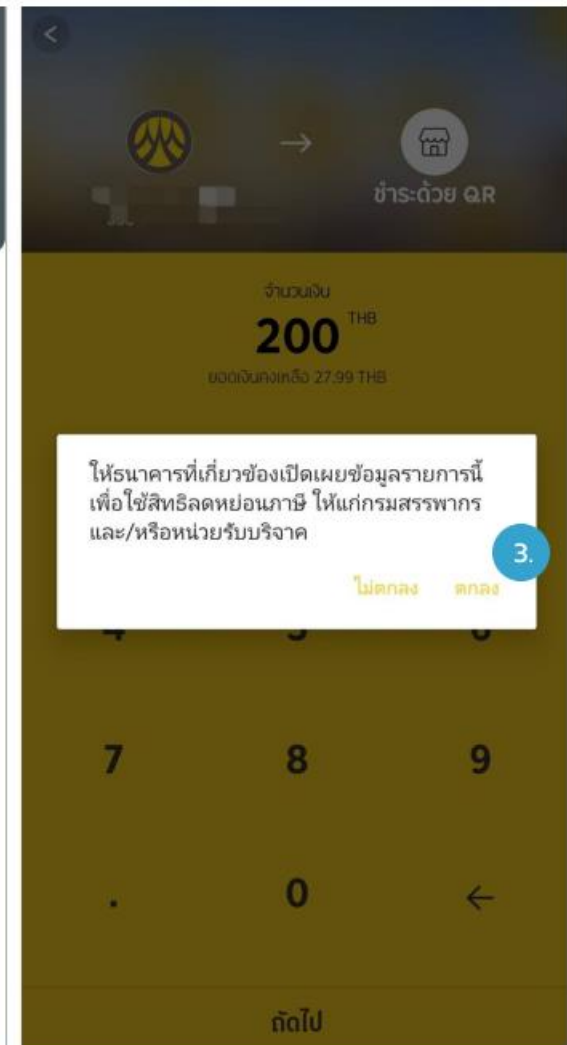 <
→
ชำระด้วย QR
จำนวนเงิน
200 THB
ยอดเงินคงเหลือ 27.99 THB
ให้ธนาคารที่เกี่ยวข้องเปิดเผยข้อมูลรายการนี้
เพื่อใช้สิทธิลดหย่อนภาษี ให้แก่กรมสรรพากร
และ/หรือหน่วยรับบริจาค
3.
ไม่ตกลง ตกลง
7 8 9
. 0 ←
ถัดไป